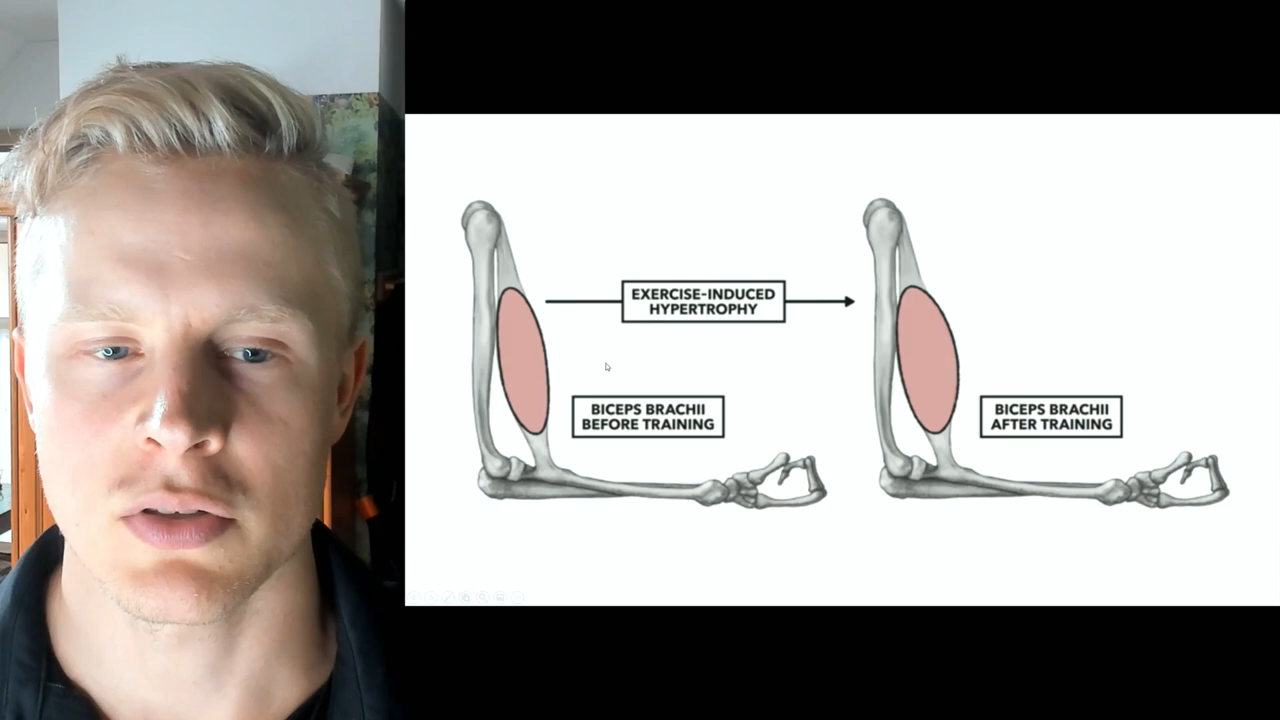 EXERCISE-INDUCED
HYPERTROPHY
BICEPS BRACHII
BEFORE TRAINING
BICEPS BRACHII
AFTER TRAINING